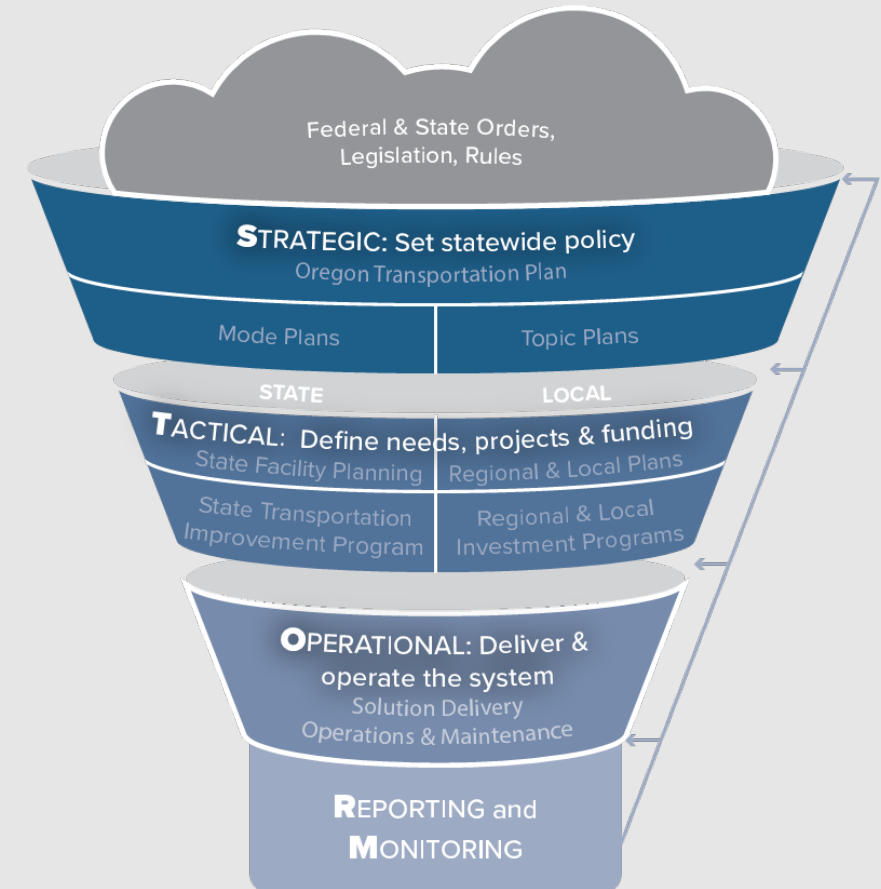 Federal & State Orders,
Legislation, Rules
STRATEGIC: Set statewide policy
Oregon Transportation Plan
Mode Plans
Topic Plans
STATE
LOCAL
TACTICAL: Define needs, projects & funding
State Facility Planning
Regional & Local Plans
State Transportation
Improvement Program
Regional & Local
Investment Programs
OPERATIONAL: Deliver &
operate the system
Solution Delivery
Operations & Maintenance
REPORTING and
MONITORING